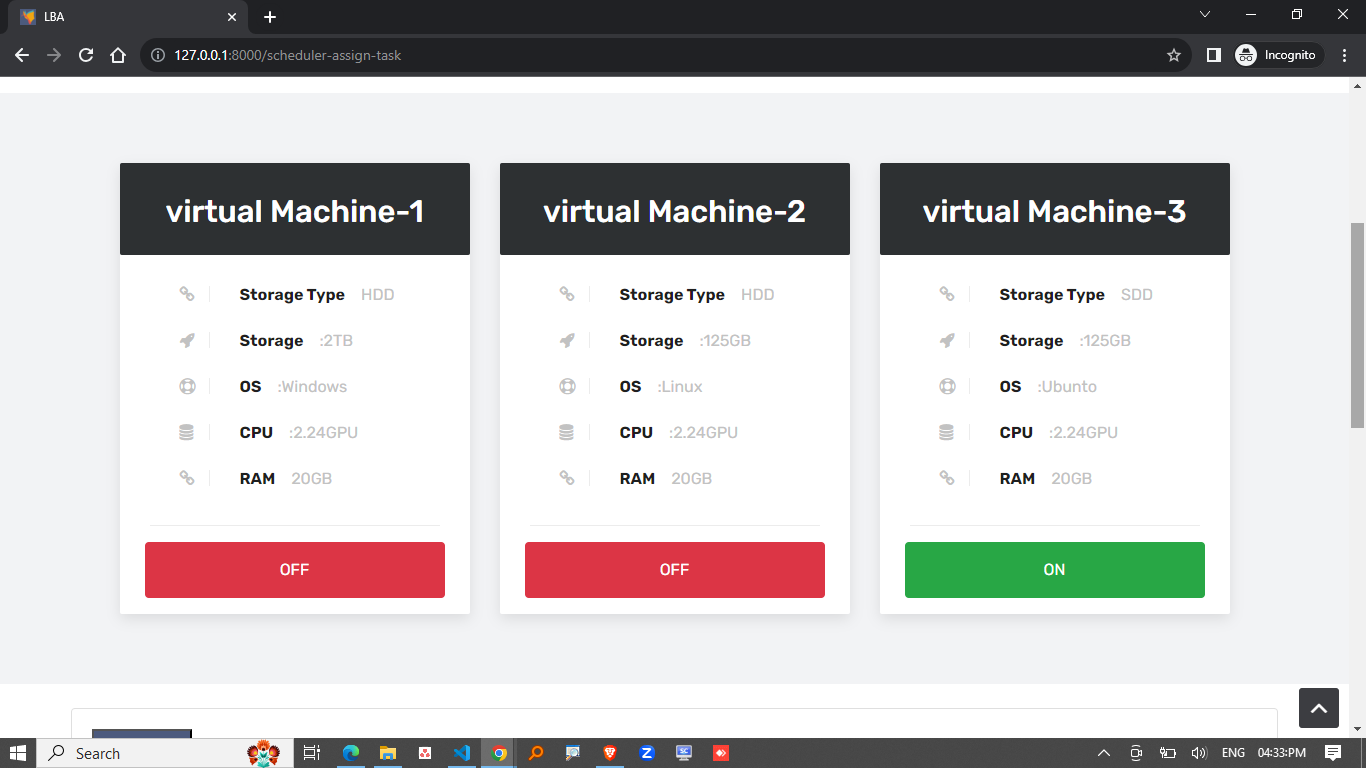 LBA
127.0.0.1:8000/scheduler-assign-task
Incognito
virtual Machine-1
Storage Type HDD
Storage :2TB
OS :Windows
CPU :2.24GPU
RAM 20GB
OFF
virtual Machine-2
Storage Type HDD
Storage :125GB
OS :Linux
CPU :2.24GPU
RAM 20GB
OFF
virtual Machine-3
Storage Type SDD
Storage :125GB
OS :Ubunto
CPU :2.24GPU
RAM 20GB
ON
Search
ENG
04:33:PM